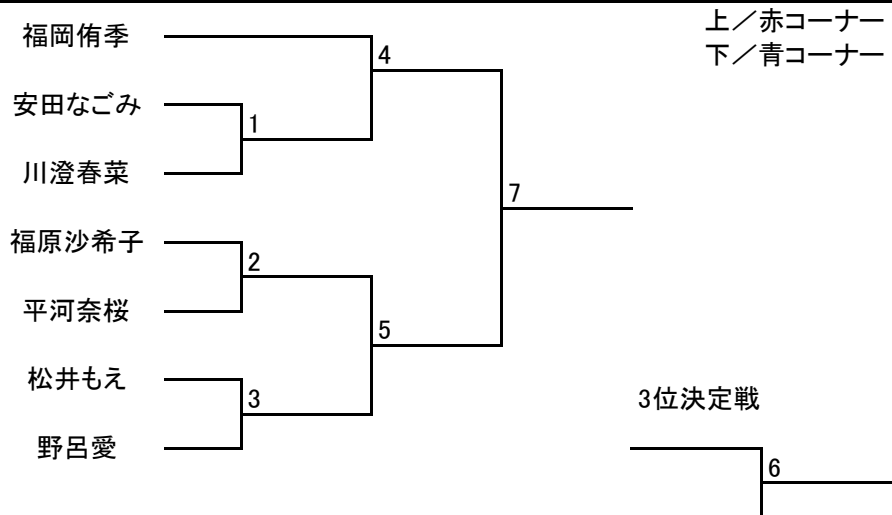 上／赤コーナー
下／青コーナー
福岡侑季
4
安田なごみ
1
川澄春菜
7
福原沙希子
2
平河奈桜
5
松井もえ
3
3位決定戦
野呂愛
6